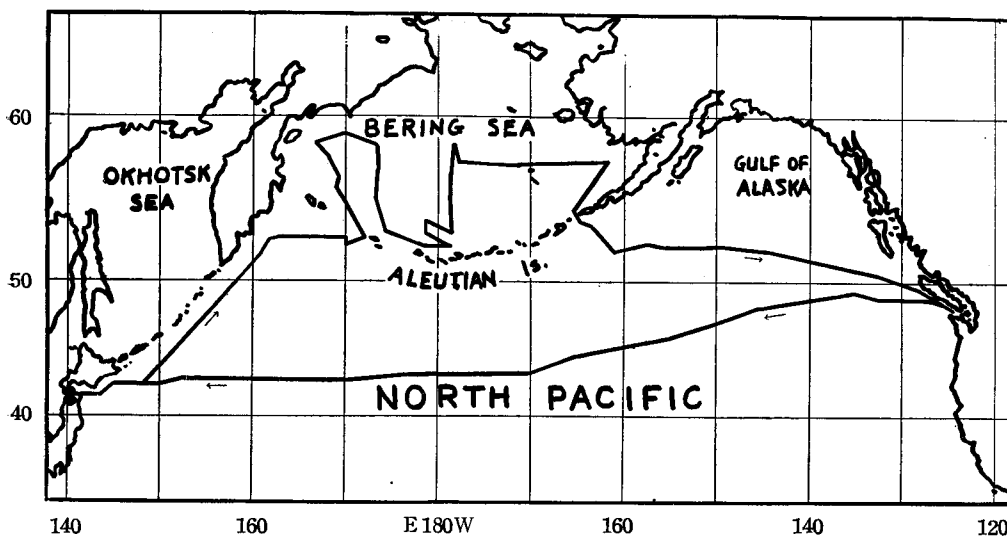 60
BERING SEA
OKHOTSK
SEA
GULF OF
ALASKA
50
ALEUTIAN Is.
40
NORTH PACIFIC
140 160 E 180 W 160 140 120